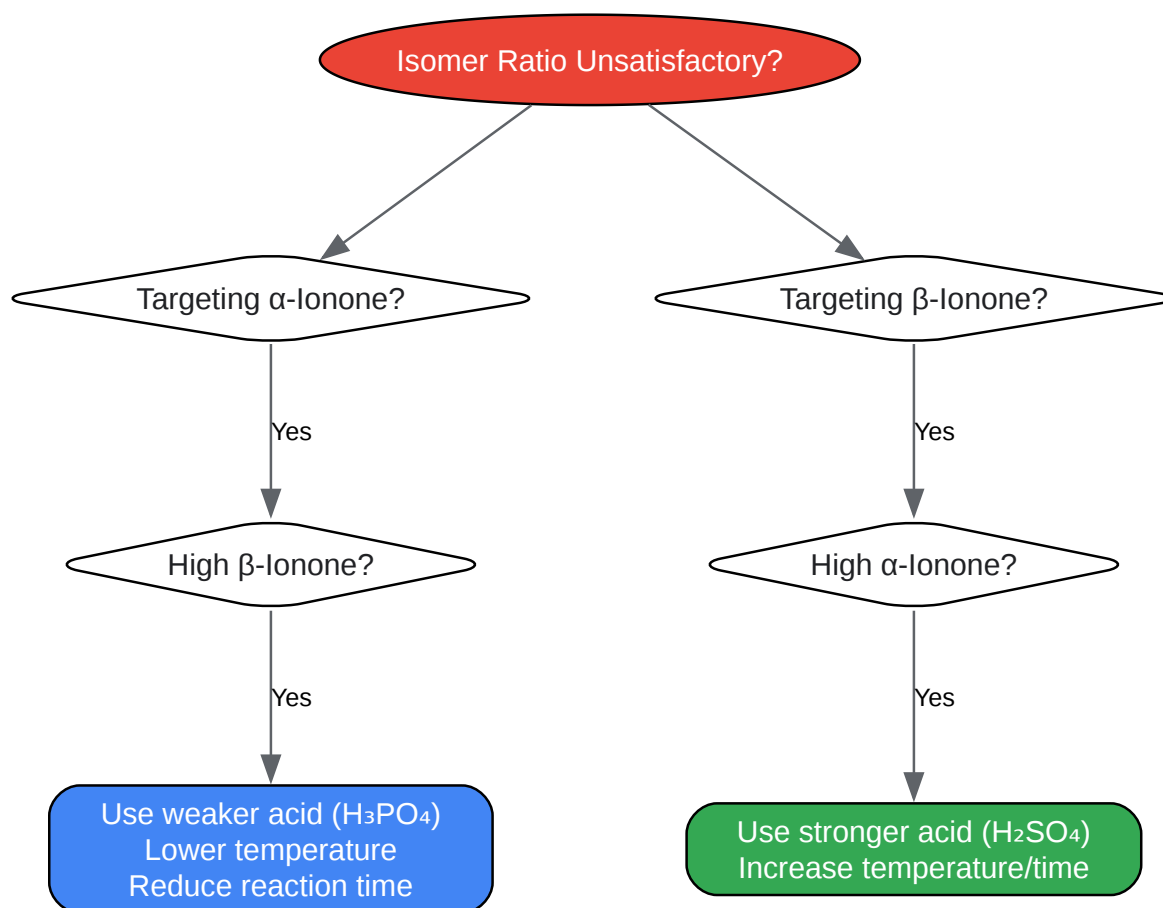 Isomer Ratio Unsatisfactory?
Targeting α-Ionone?
Targeting β-Ionone?
Yes
Yes
High β-Ionone?
High α-Ionone?
Yes
Yes
Use weaker acid (H₃PO₄)
Lower temperature
Reduce reaction time
Use stronger acid (H₂SO₄)
Increase temperature/time